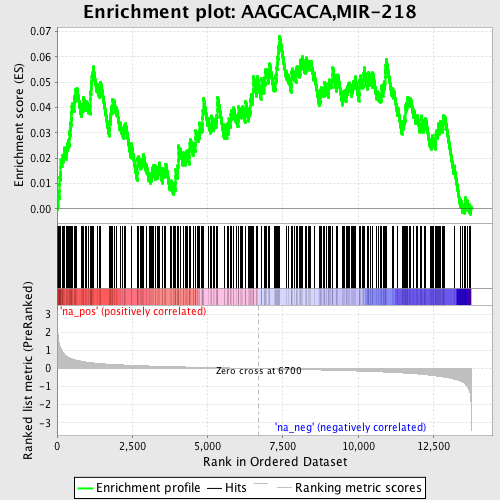 Enrichment plot: AAGCACA,MIR-218
Enrichment score (ES)
0.07
0.06
0.05
0.04
0.03
0.02
0.01
0.00
'na_pos' (positively correlated)
Ranked list metric (PreRanked)
3
2
1
0
-1
-2
-3
Zero cross at 6700
'na_neg' (negatively correlated)
0
2,500
5,000
7,500
10,000
12,500
Rank in Ordered Dataset
Enrichment profile
Hits
Ranking metric scores